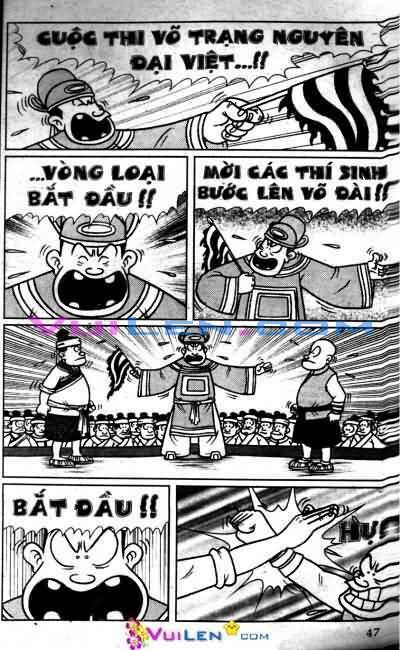 CUỘC THI VÕ TRẠNG NGUYÊN
ĐẠI VIỆT...!!
...VÒNG LOẠI
BẮT ĐẦU!!
MỜI CÁC THÍ SINH
BƯỚC LÊN VÕ ĐÀI!!
VUILEN.COM
BẮT ĐẦU!!
HỰ!
47
VUILEN.COM